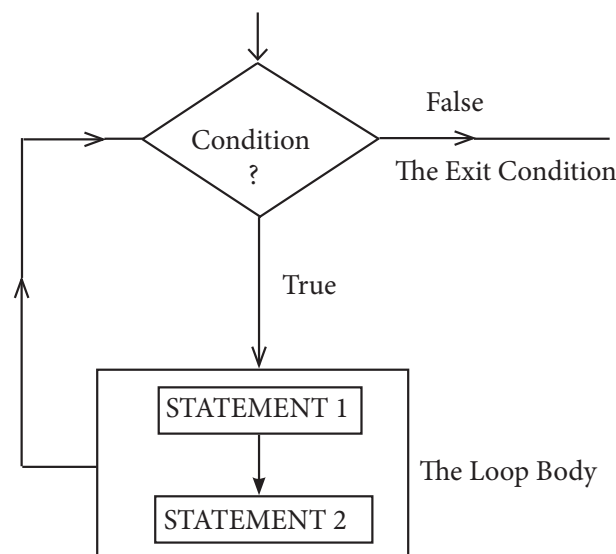 False
Condition
?
The Exit Condition
True
STATEMENT 1
The Loop Body
STATEMENT 2